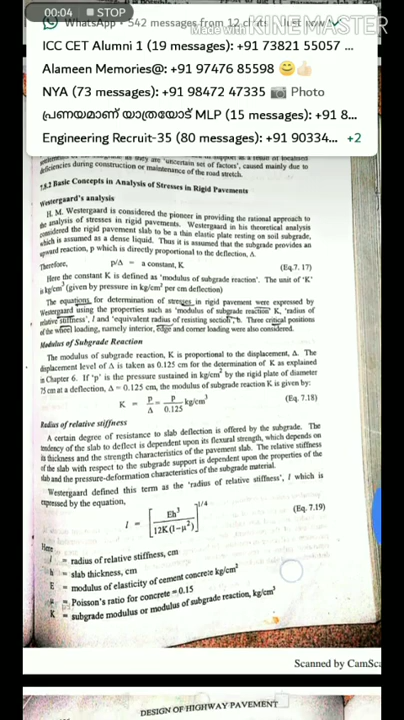 00:04
WhatsApp • 542 messages from 12 chats Just now
Made with KINEMASTER
ICC CET Alumni 1 (19 messages): +91 73821 55057 ...
Alameen Memories@: +91 97476 85598 😊👍🏻
NYA (73 messages): +91 98472 47335 📷 Photo
പ്രണയമാണ് യാത്രയോട് MLP (15 messages): +91 8...
Engineering Recruit-35 (80 messages): +91 90334... +2
as they are 'uncertain set of factors', caused mainly due to
deficiencies during construction or maintenance of the road stretch.
7.8.2 Basic Concepts in Analysis of Stresses in Rigid Pavements
Westergaard's analysis
H. M. Westergaard is considered the pioneer in providing the rational approach to
the analysis of stresses in rigid pavements. Westergaard in his theoretical analysis
considered the rigid pavement slab to be a thin elastic plate resting on soil subgrade,
which is assumed as a dense liquid. Thus it is assumed that the subgrade provides an
upward reaction, p which is directly proportional to the deflection, Δ.
Therefore, p/Δ = a constant, K (Eq.7. 17)
Here the constant K is defined as 'modulus of subgrade reaction'. The unit of 'K'
is kg/cm³ (given by pressure in kg/cm² per cm deflection)
The equations for determination of stresses in rigid pavement were expressed by
Westergaard using the properties such as 'modulus of subgrade reaction' K, 'radius of
relative stiffness', l and 'equivalent radius of resisting section', b. Three critical positions
of the wheel loading, namely interior, edge and corner loading were also considered.
Modulus of Subgrade Reaction
The modulus of subgrade reaction, K is proportional to the displacement, Δ. The
displacement level of Δ is taken as 0.125 cm for the determination of K as explained
in Chapter 6. If 'p' is the pressure sustained in kg/cm² by the rigid plate of diameter
75 cm at a deflection, Δ = 0.125 cm, the modulus of subgrade reaction K is given by:
K = p/Δ = p/0.125 kg/cm³ (Eq. 7.18)
Radius of relative stiffness
A certain degree of resistance to slab deflection is offered by the subgrade. The
tendency of the slab to deflect is dependent upon its flexural strength, which depends on
its thickness and the strength characteristics of the pavement slab. The relative stiffness
of the slab with respect to the subgrade support is dependent upon the properties of the
slab and the pressure-deformation characteristics of the subgrade material.
Westergaard defined this term as the 'radius of relative stiffness', l which is
expressed by the equation,
l = [Eh³ / 12K(1–μ²)]^1/4 (Eq. 7.19)
Here
l = radius of relative stiffness, cm
h = slab thickness, cm
E = modulus of elasticity of cement concrete kg/cm²
μ = Poisson's ratio for concrete = 0.15
K = subgrade modulus or modulus of subgrade reaction, kg/cm³
Scanned by CamSca
DESIGN OF HIGHWAY PAVEMENT